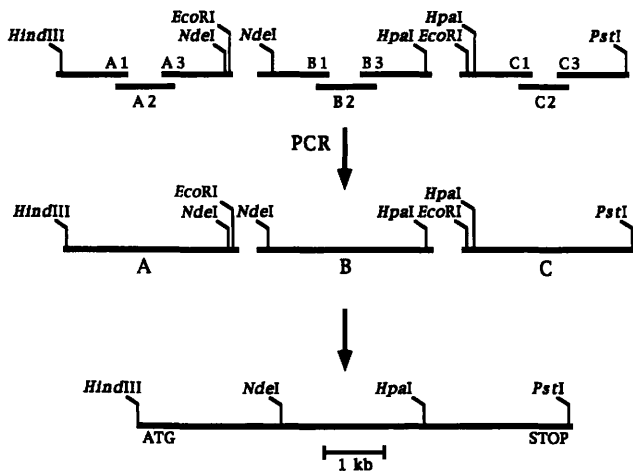 EcoRI HpaI
HindIII NdeI NdeI HpaI EcoRI PstI
A1 A3 B1 B3 C1 C3
A2 B2 C2
PCR
EcoRI HpaI
HindIII NdeI NdeI HpaI EcoRI PstI
A B C
HindIII NdeI HpaI PstI
ATG STOP
1 kb